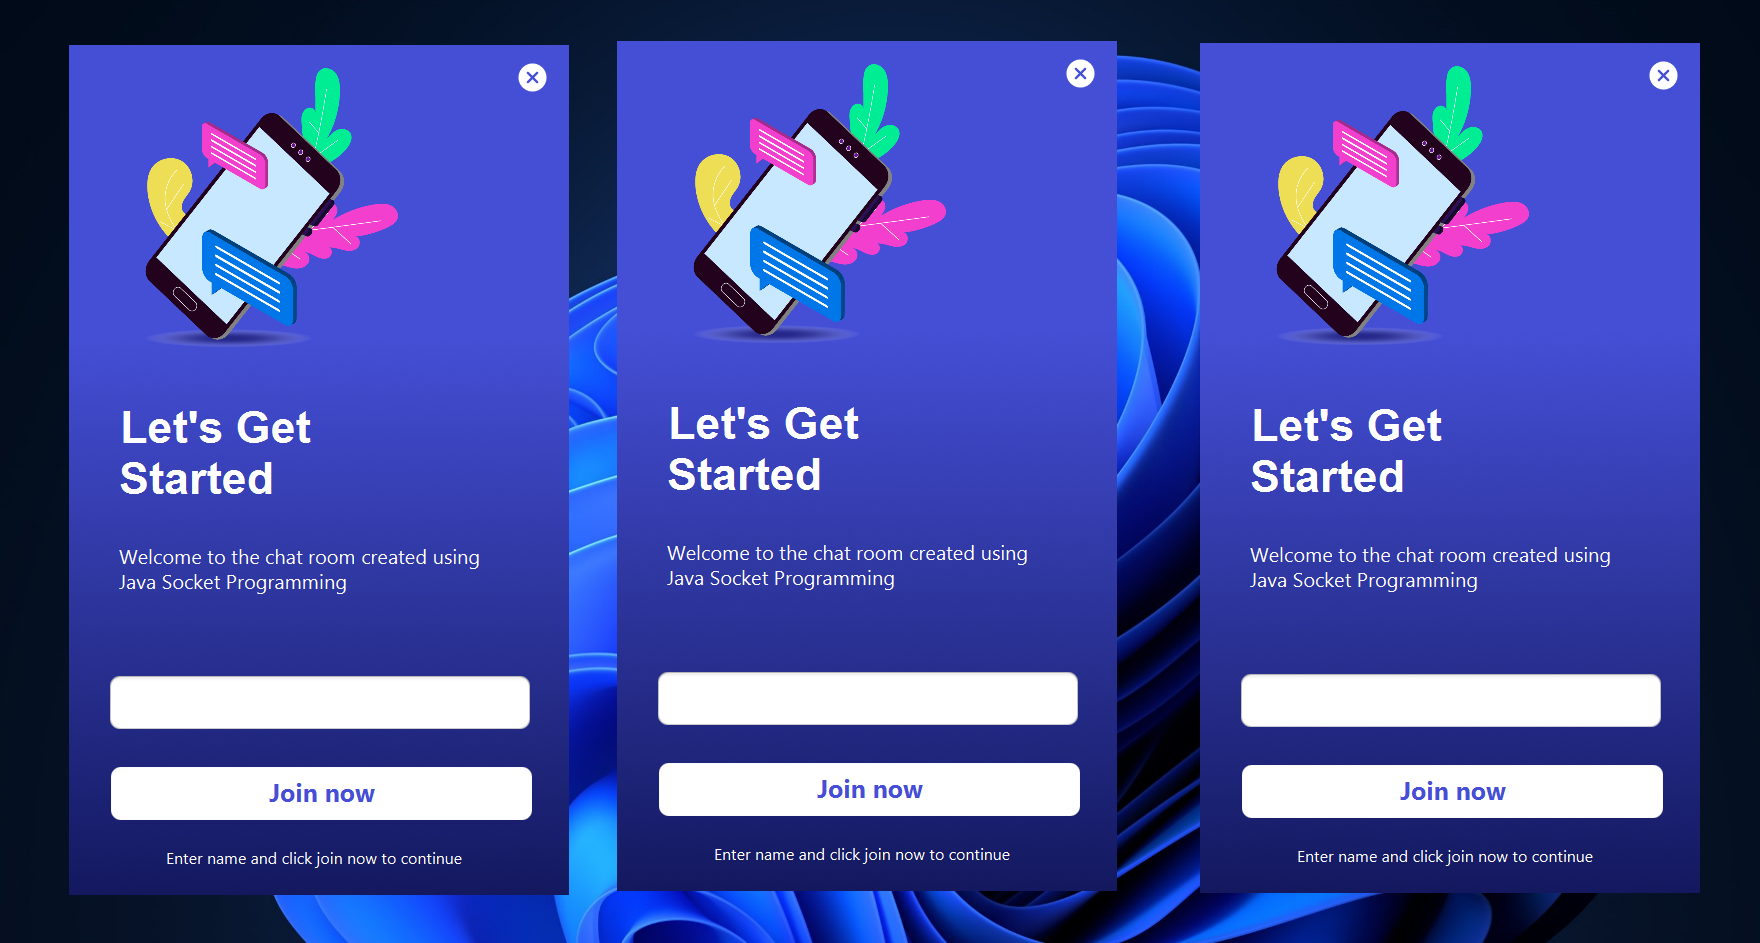 Let's Get
Started
Welcome to the chat room created using
Java Socket Programming
Join now
Enter name and click join now to continue
Let's Get
Started
Welcome to the chat room created using
Java Socket Programming
Join now
Enter name and click join now to continue
Let's Get
Started
Welcome to the chat room created using
Java Socket Programming
Join now
Enter name and click join now to continue